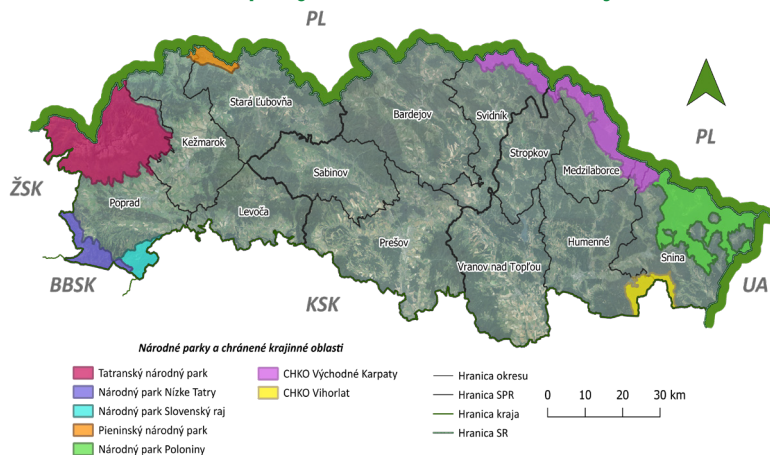 PL
Stará Ľubovňa
Bardejov
Svidník
Kežmarok
Stropkov
PL
Sabinov
Medzilaborce
ŽSK
Poprad
Levoča
Prešov
Humenné
Vranov nad Topľou
Snina
BBSK
KSK
UA
Národné parky a chránené krajinné oblasti
Tatranský národný park
Národný park Nízke Tatry
Národný park Slovenský raj
Pieninský národný park
Národný park Poloniny
CHKO Východné Karpaty
CHKO Vihorlat
Hranica okresu
Hranica SPR
Hranica kraja
Hranica SR
0 10 20 30 km